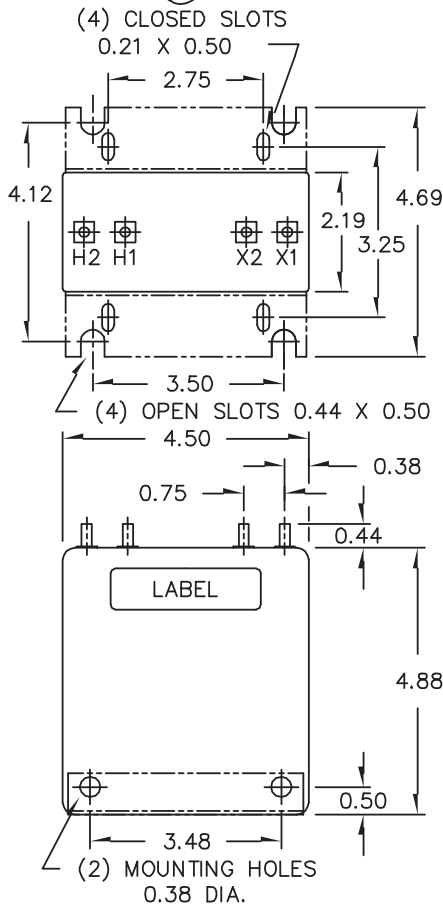 (4) CLOSED SLOTS
0.21 X 0.50
2.75
4.12
4.69
2.19
3.25
H2 H1 X2 X1
3.50
(4) OPEN SLOTS 0.44 X 0.50
4.50
0.38
0.75
0.44
LABEL
4.88
0.50
3.48
(2) MOUNTING HOLES
0.38 DIA.